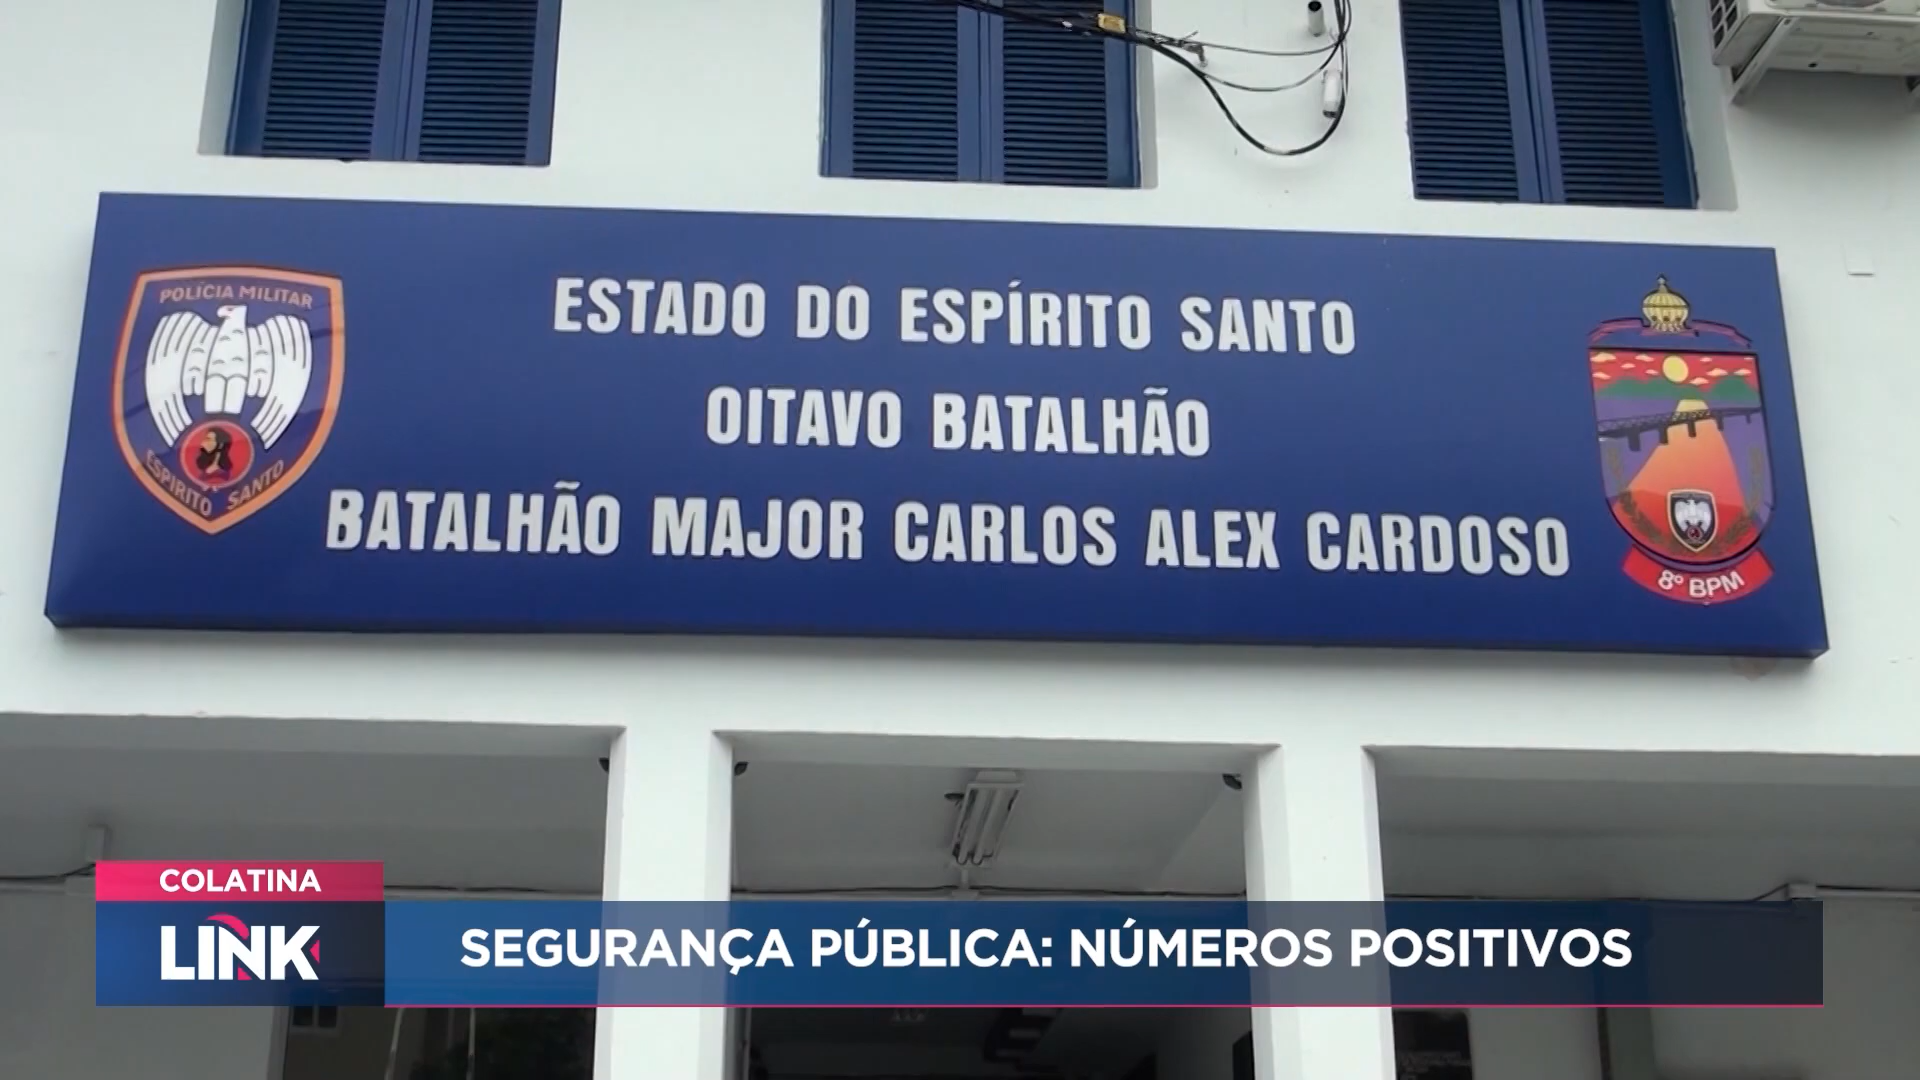 POLÍCIA MILITAR
ESPIRITO SANTO
ESTADO DO ESPÍRITO SANTO
OITAVO BATALHÃO
BATALHÃO MAJOR CARLOS ALEX CARDOSO
8º BPM
COLATINA
LINK
SEGURANÇA PÚBLICA: NÚMEROS POSITIVOS